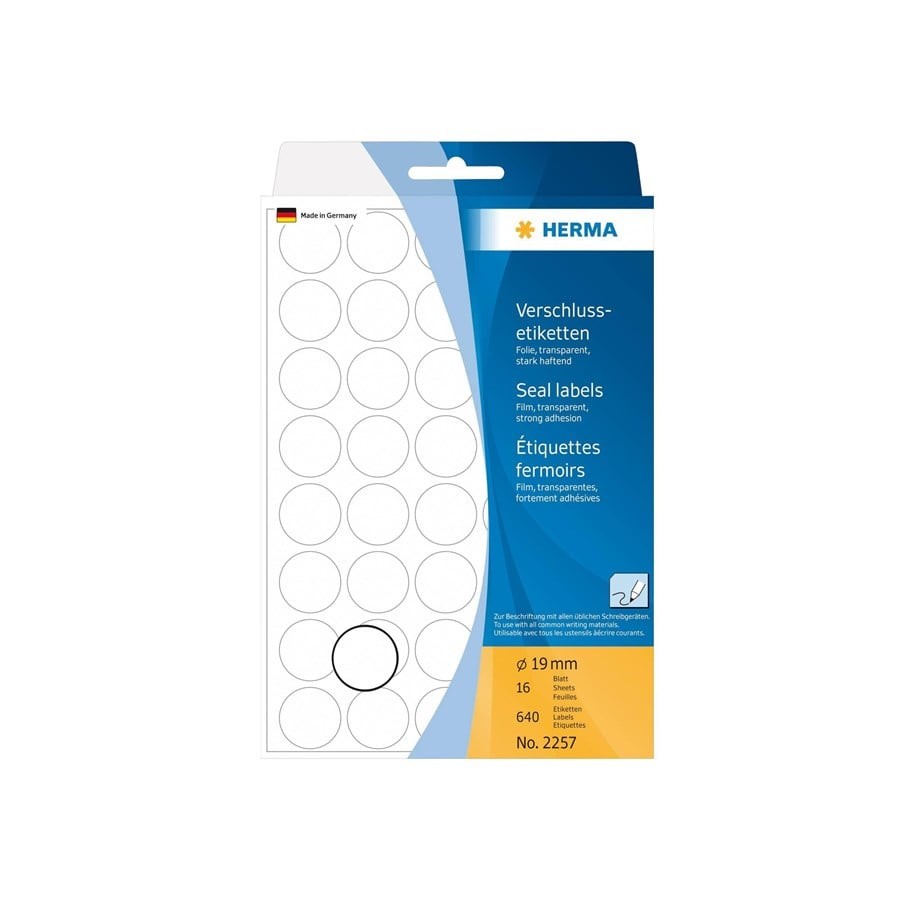 Made in Germany
HERMA
Verschluss-
etiketten
Folie, transparent,
stark haftend
Seal labels
Film, transparent,
strong adhesion
Étiquettes
fermoirs
Film, transparentes,
fortement adhésives
Zur Beschriftung mit allen üblichen Schreibgeräten.
To use with all common writing materials.
Utilisable avec tous les ustensils àécrire courants.
ø 19 mm
16 Blatt
Sheets
Feuilles
640 Etiketten
Labels
Etiquettes
No. 2257